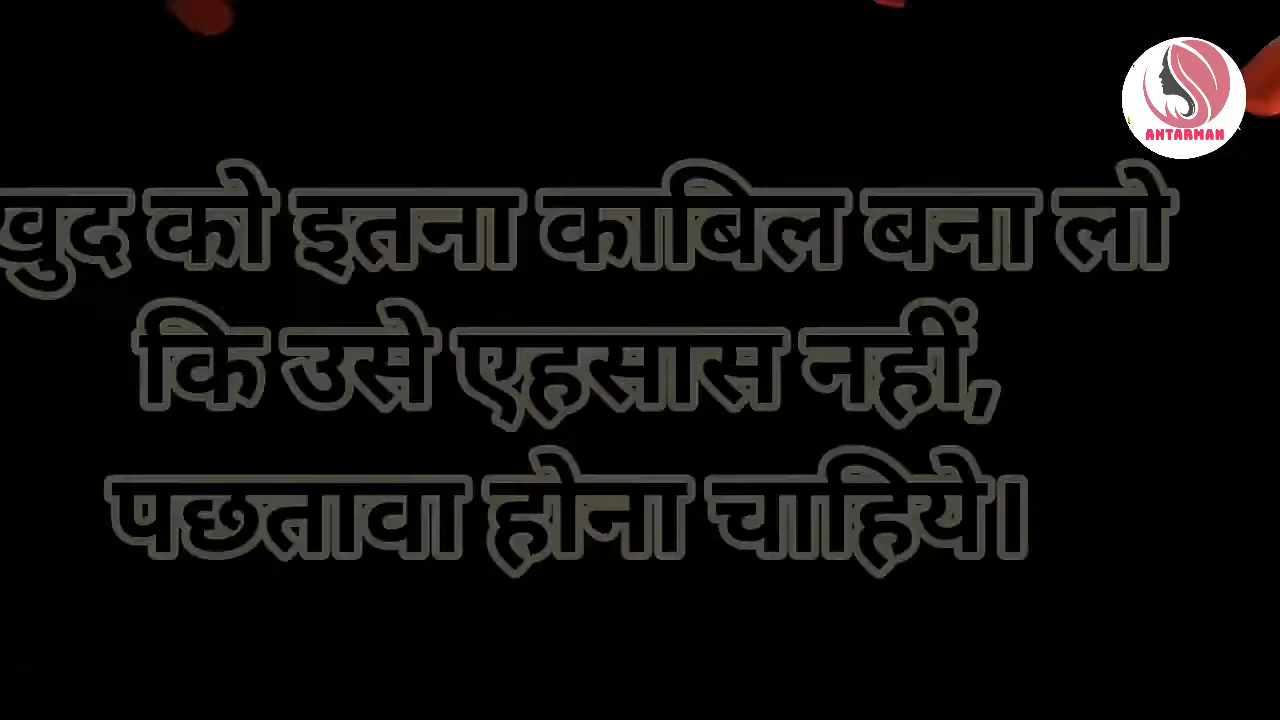 ANTARMAN
खुद को इतना काबिल बना लो
कि उसे एहसास नहीं,
पछतावा होना चाहिये।